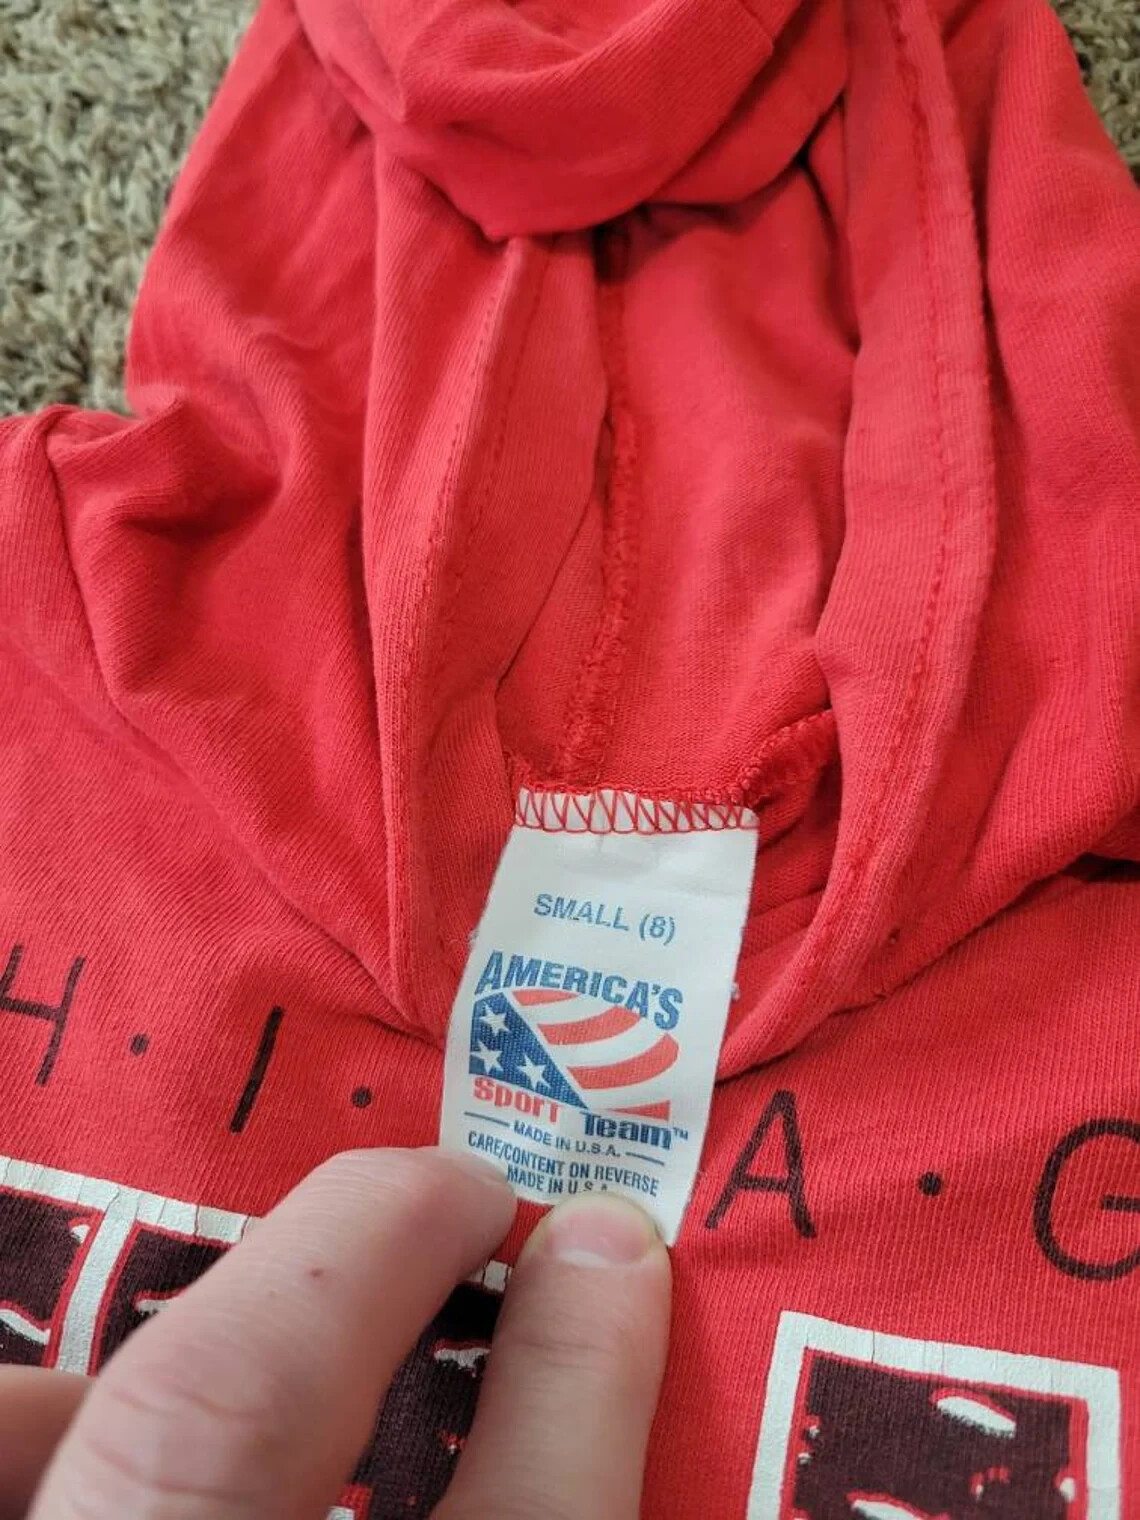 SMALL (8)
AMERICA'S
Sport Team™
MADE IN U.S.A.
CARE/CONTENT ON REVERSE
MADE IN U.S.A
H · I · A · G